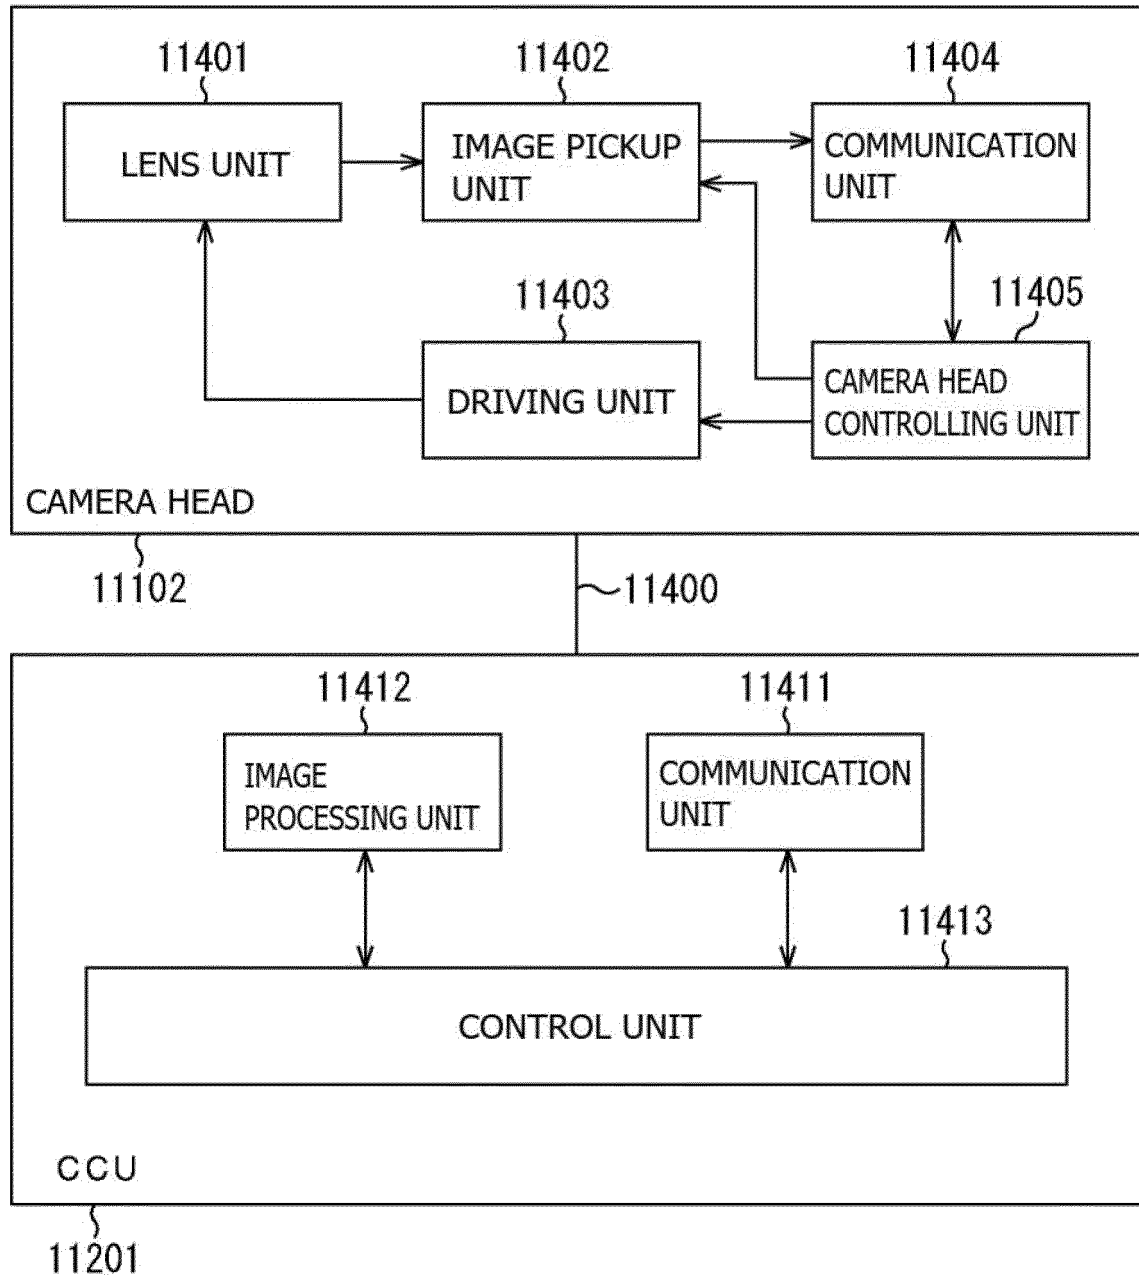 11401
11402
11404
LENS UNIT
IMAGE PICKUP
UNIT
COMMUNICATION
UNIT
11403
11405
DRIVING UNIT
CAMERA HEAD
CONTROLLING UNIT
CAMERA HEAD
11102
11400
11412
11411
IMAGE
PROCESSING UNIT
COMMUNICATION
UNIT
11413
CONTROL UNIT
CCU
11201